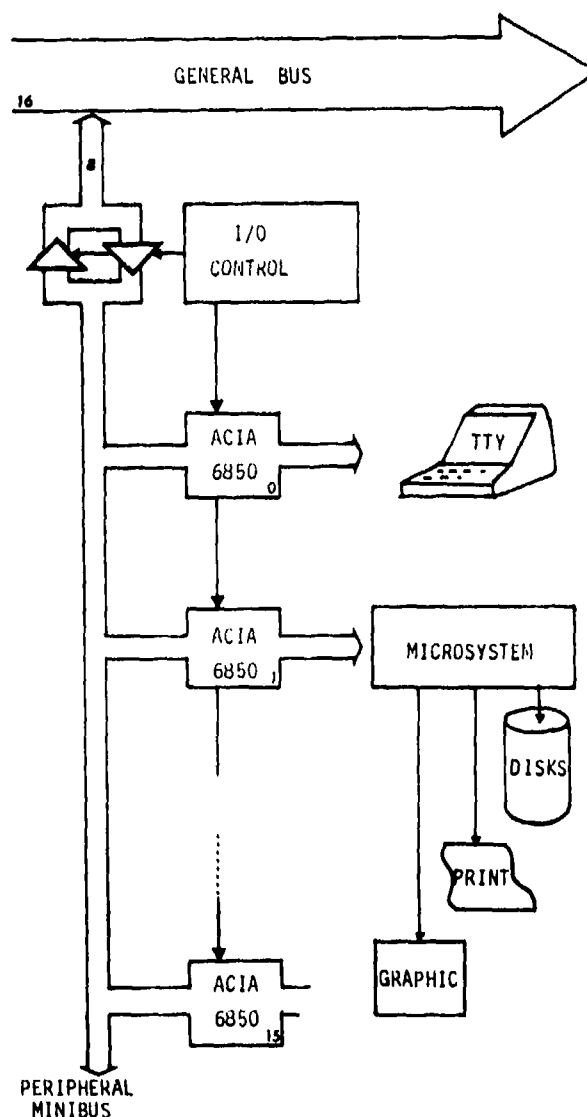 GENERAL BUS
16
8
I/O
CONTROL
ACIA
6850
0
TTY
ACIA
6850
1
MICROSYSTEM
DISKS
PRINT
GRAPHIC
ACIA
6850
15
PERIPHERAL
MINIBUS